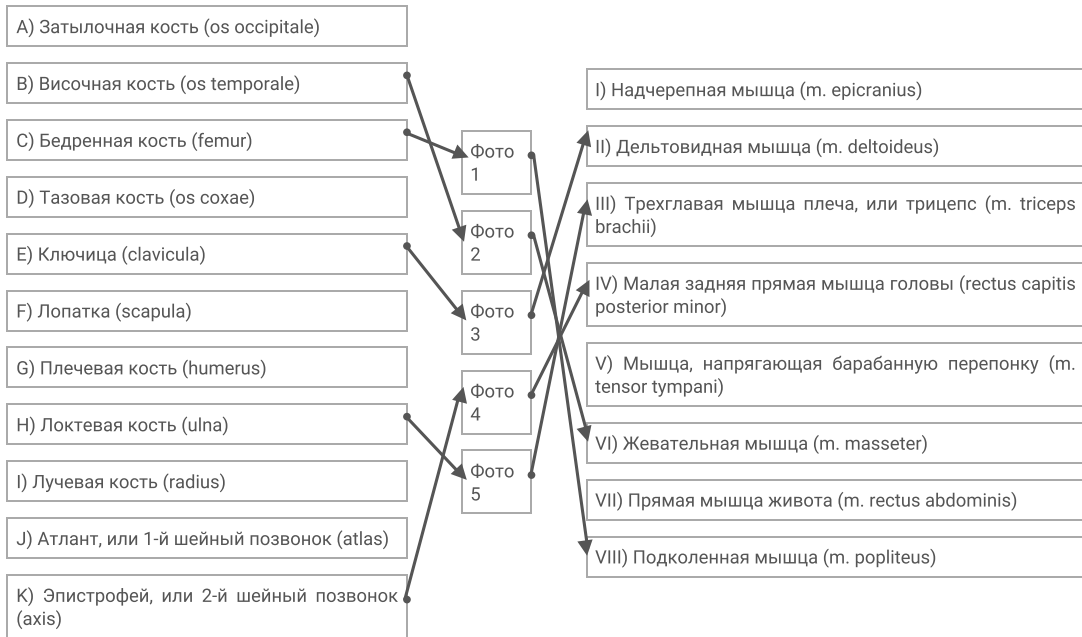 A) Затылочная кость (os occipitale)
B) Височная кость (os temporale)
C) Бедренная кость (femur)
D) Тазовая кость (os coxae)
E) Ключица (clavicula)
F) Лопатка (scapula)
G) Плечевая кость (humerus)
H) Локтевая кость (ulna)
I) Лучевая кость (radius)
J) Атлант, или 1-й шейный позвонок (atlas)
K) Эпистрофей, или 2-й шейный позвонок
(axis)
Фото
1
Фото
2
Фото
3
Фото
4
Фото
5
I) Надчерепная мышца (m. epicranius)
II) Дельтовидная мышца (m. deltoideus)
III) Трехглавая мышца плеча, или трицепс (m. triceps
brachii)
IV) Малая задняя прямая мышца головы (rectus capitis
posterior minor)
V) Мышца, напрягающая барабанную перепонку (m.
tensor tympani)
VI) Жевательная мышца (m. masseter)
VII) Прямая мышца живота (m. rectus abdominis)
VIII) Подколенная мышца (m. popliteus)